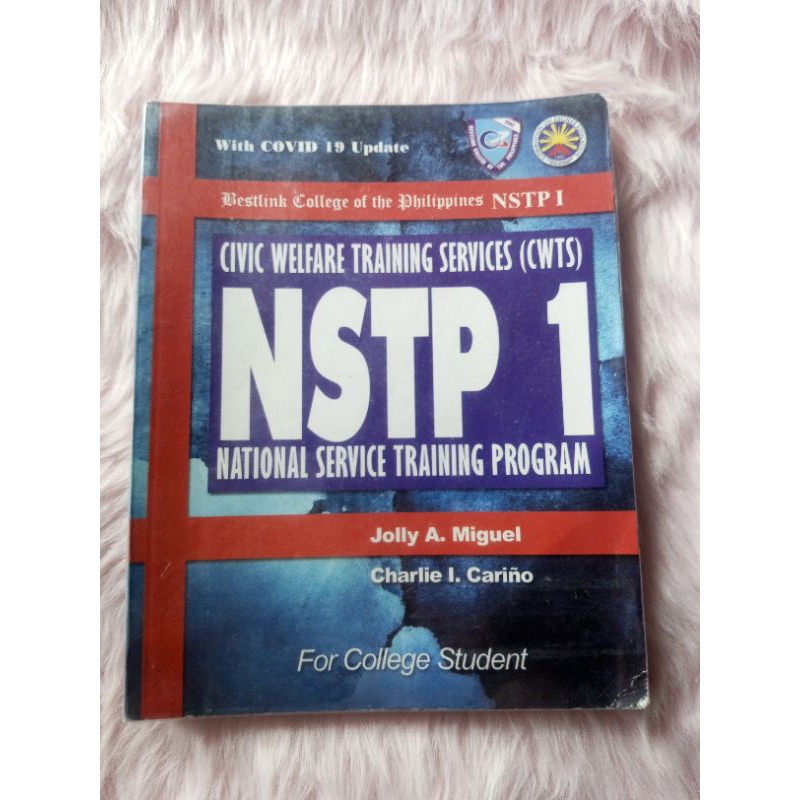 With COVID 19 Update
Bestlink College of the Philippines NSTP I
CIVIC WELFARE TRAINING SERVICES (CWTS)
NSTP 1
NATIONAL SERVICE TRAINING PROGRAM
Jolly A. Miguel
Charlie I. Cariño
For College Student